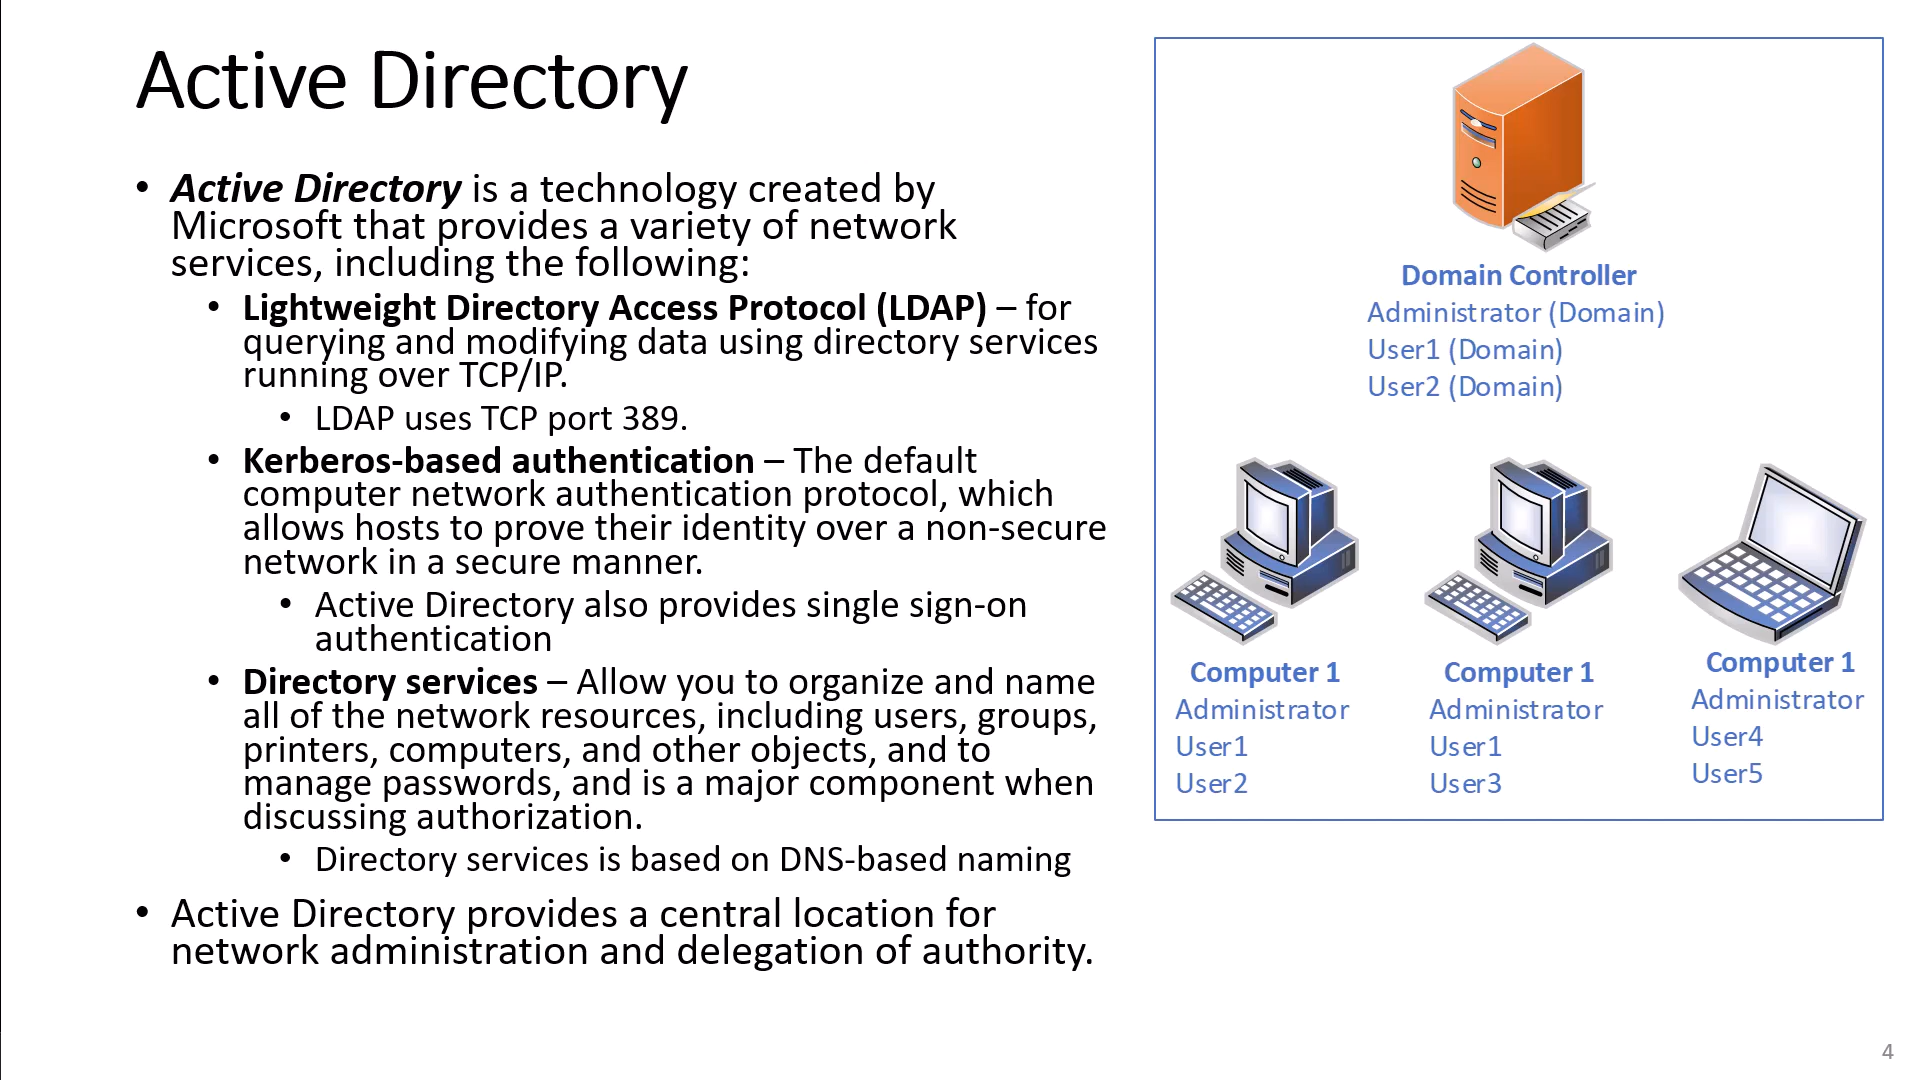 Active Directory
• Active Directory is a technology created by
Microsoft that provides a variety of network
services, including the following:
• Lightweight Directory Access Protocol (LDAP) – for
querying and modifying data using directory services
running over TCP/IP.
• LDAP uses TCP port 389.
• Kerberos-based authentication – The default
computer network authentication protocol, which
allows hosts to prove their identity over a non-secure
network in a secure manner.
• Active Directory also provides single sign-on
authentication
• Directory services – Allow you to organize and name
all of the network resources, including users, groups,
printers, computers, and other objects, and to
manage passwords, and is a major component when
discussing authorization.
• Directory services is based on DNS-based naming
• Active Directory provides a central location for
network administration and delegation of authority.
Domain Controller
Administrator (Domain)
User1 (Domain)
User2 (Domain)
Computer 1
Administrator
User1
User2
Computer 1
Administrator
User1
User3
Computer 1
Administrator
User4
User5
4